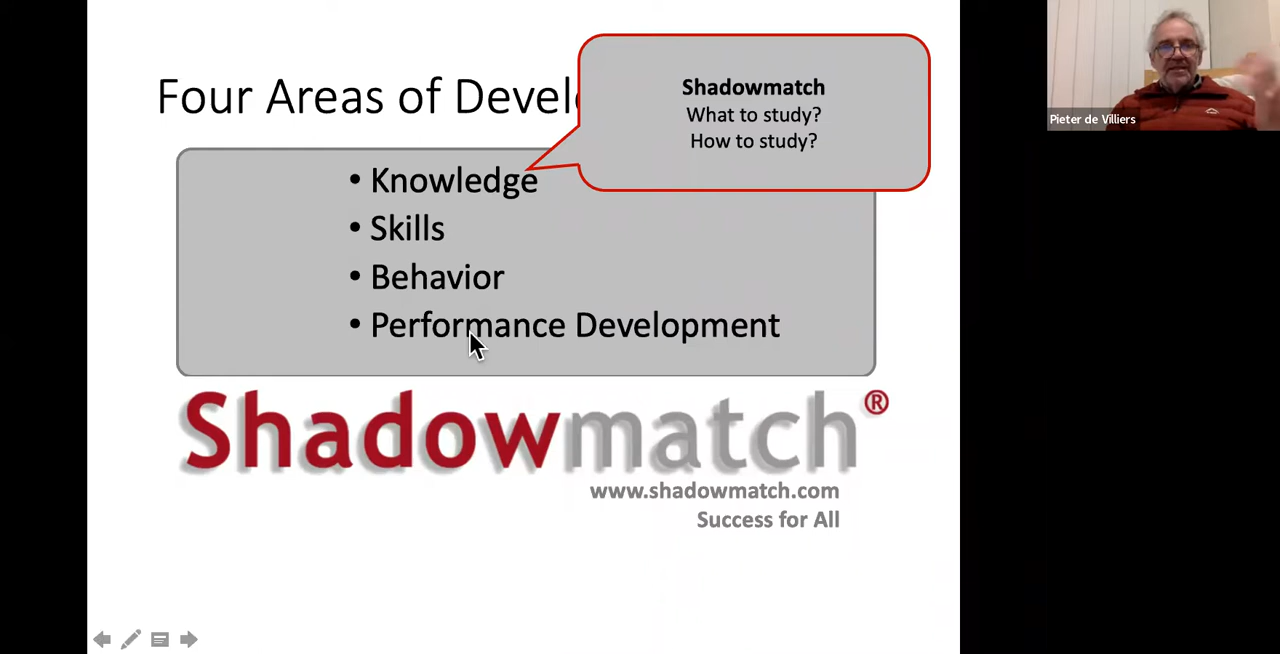 Four Areas of Devel
Shadowmatch
What to study?
How to study?
• Knowledge
• Skills
• Behavior
• Performance Development
Shadowmatch®
www.shadowmatch.com
Success for All
Pieter de Villiers